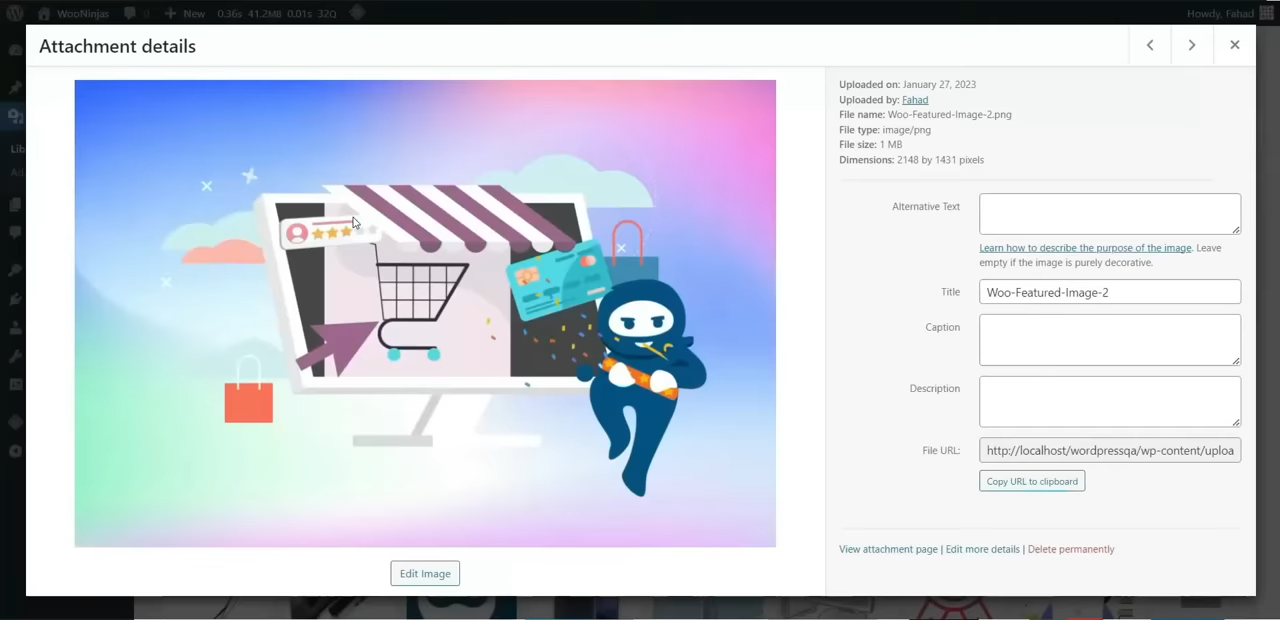 WooNinjas 0 New 0.36s 41.2MB 0.01s 32Q Howdy, Fahad
Attachment details
Uploaded on: January 27, 2023
Uploaded by: Fahad
File name: Woo-Featured-Image-2.png
File type: image/png
File size: 1 MB
Dimensions: 2148 by 1431 pixels
Lib
Ad
Alternative Text
Learn how to describe the purpose of the image. Leave
empty if the image is purely decorative.
Title Woo-Featured-Image-2
Caption
Description
File URL: http://localhost/wordpressqa/wp-content/uploa
Copy URL to clipboard
View attachment page | Edit more details | Delete permanently
Edit Image